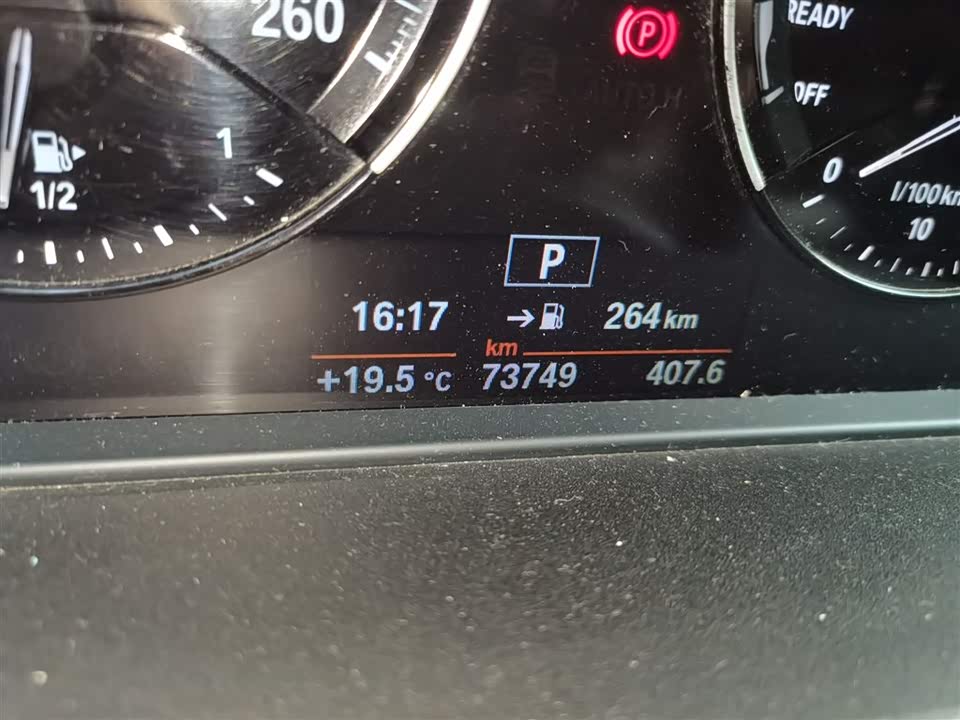 260
P
READY
OFF
1
1/2
0
l/100km
10
P
16:17 264 km
km
+19.5 °C 73749 407.6